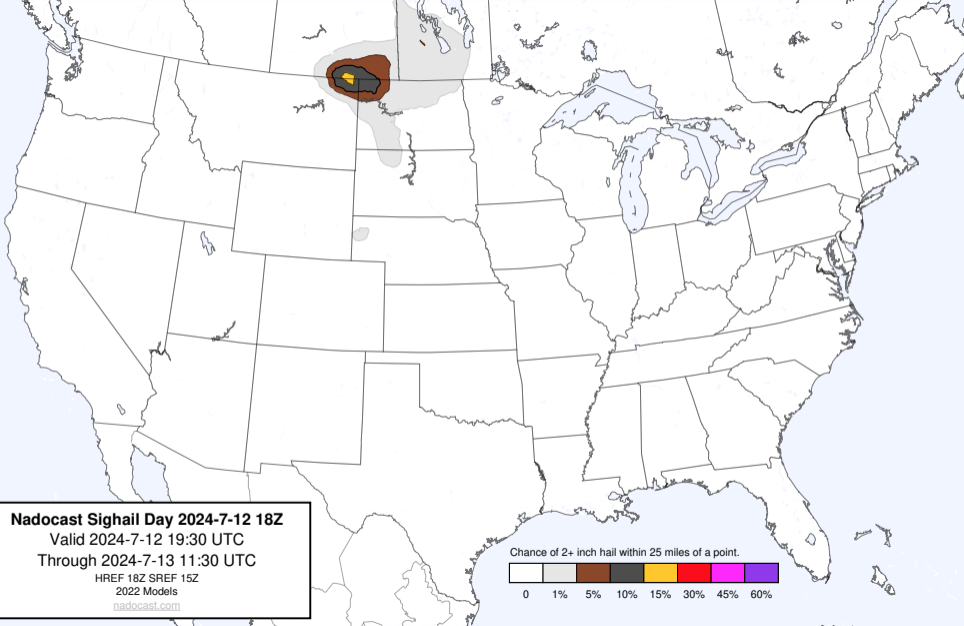 Nadocast Sighail Day 2024-7-12 18Z
Valid 2024-7-12 19:30 UTC
Through 2024-7-13 11:30 UTC
HREF 18Z SREF 15Z
2022 Models
nadocast.com
Chance of 2+ inch hail within 25 miles of a point.
0 1% 5% 10% 15% 30% 45% 60%